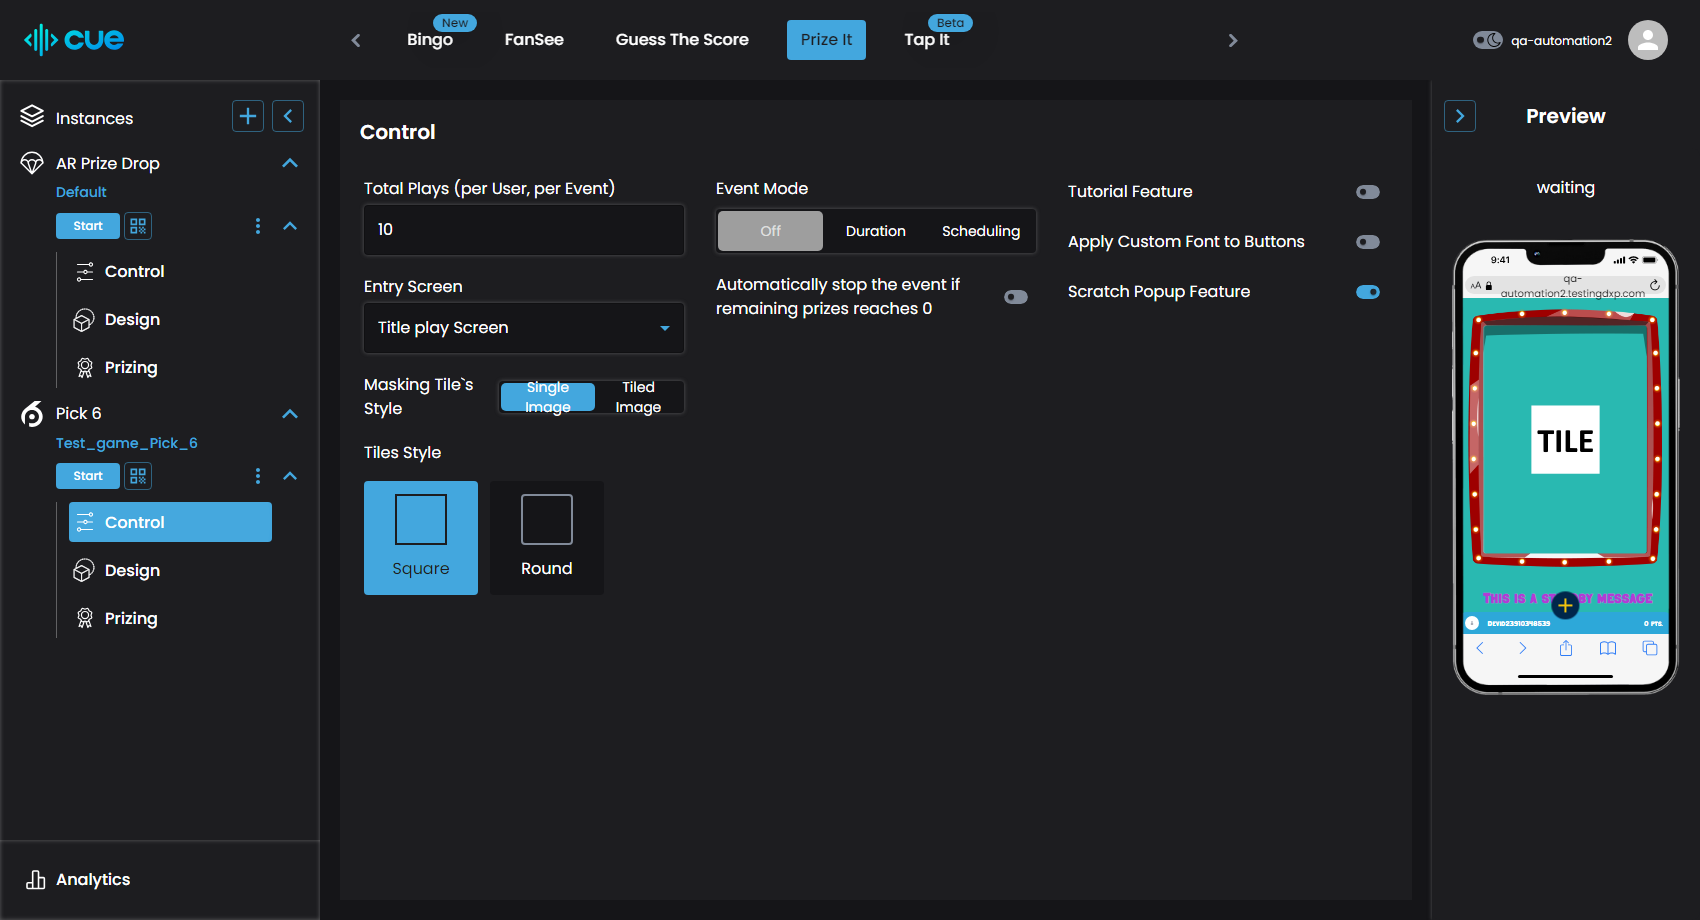 cue
New
Bingo
FanSee
Guess The Score
Prize It
Beta
Tap It
qa-automation2
Instances
AR Prize Drop
Default
Start
Control
Design
Prizing
Pick 6
Test_game_Pick_6
Start
Control
Design
Prizing
Analytics
Control
Total Plays (per User, per Event)
10
Entry Screen
Title play Screen
Masking Tile`s
Style
Single
Image
Tiled
Image
Tiles Style
Square
Round
Event Mode
Off
Duration
Scheduling
Automatically stop the event if
remaining prizes reaches 0
Tutorial Feature
Apply Custom Font to Buttons
Scratch Popup Feature
Preview
waiting
9:41
AA
qa-
automation2.testingdxp.com
TILE
THIS IS A ST BY MESSAGE
0 PTS.